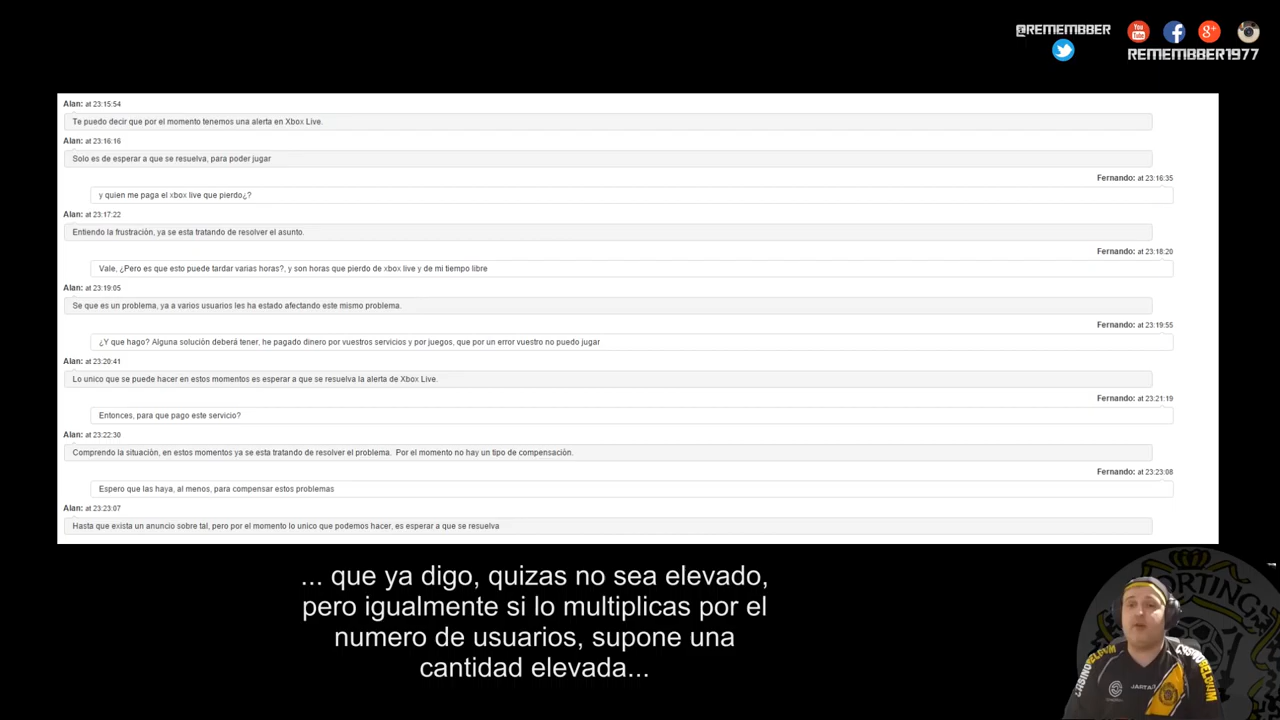 @REMEMBBER
You
Tube
REMEMBBER1977
Alan: at 23:15:54
Te puedo decir que por el momento tenemos una alerta en Xbox Live.
Alan: at 23:16:16
Solo es de esperar a que se resuelva, para poder jugar
Fernando: at 23:16:35
y quien me paga el xbox live que pierdo¿?
Alan: at 23:17:22
Entiendo la frustración, ya se esta tratando de resolver el asunto.
Fernando: at 23:18:20
Vale, ¿Pero es que esto puede tardar varias horas?, y son horas que pierdo de xbox live y de mi tiempo libre
Alan: at 23:19:05
Se que es un problema, ya a varios usuarios les ha estado afectando este mismo problema.
Fernando: at 23:19:55
¿Y que hago? Alguna solución deberá tener, he pagado dinero por vuestros servicios y por juegos, que por un error vuestro no puedo jugar
Alan: at 23:20:41
Lo unico que se puede hacer en estos momentos es esperar a que se resuelva la alerta de Xbox Live.
Fernando: at 23:21:19
Entonces, para que pago este servicio?
Alan: at 23:22:30
Comprendo la situación, en estos momentos ya se esta tratando de resolver el problema. Por el momento no hay un tipo de compensación.
Fernando: at 23:23:08
Espero que las haya, al menos, para compensar estos problemas
Alan: at 23:23:07
Hasta que exista un anuncio sobre tal, pero por el momento lo unico que podemos hacer, es esperar a que se resuelva
... que ya digo, quizas no sea elevado,
pero igualmente si lo multiplicas por el
numero de usuarios, supone una
cantidad elevada...